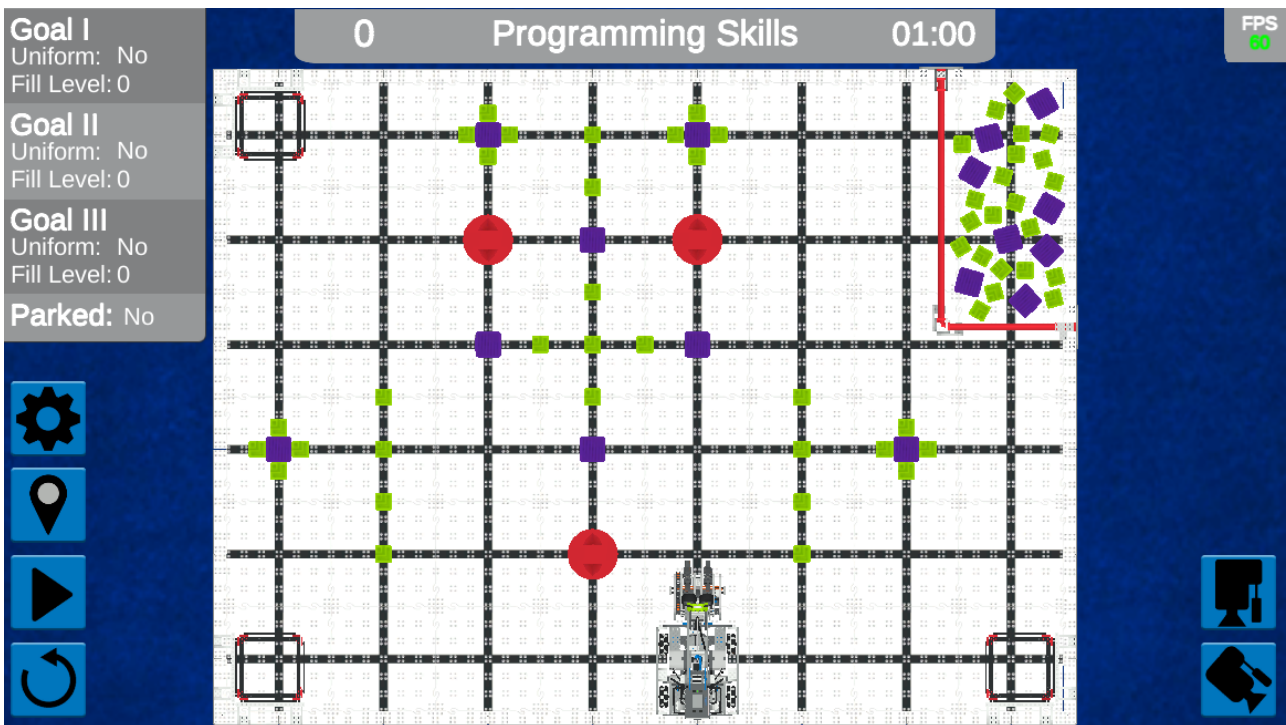 Goal I
Uniform: No
Fill Level: 0
Goal II
Uniform: No
Fill Level: 0
Goal III
Uniform: No
Fill Level: 0
Parked: No
0 Programming Skills 01:00
FPS
60